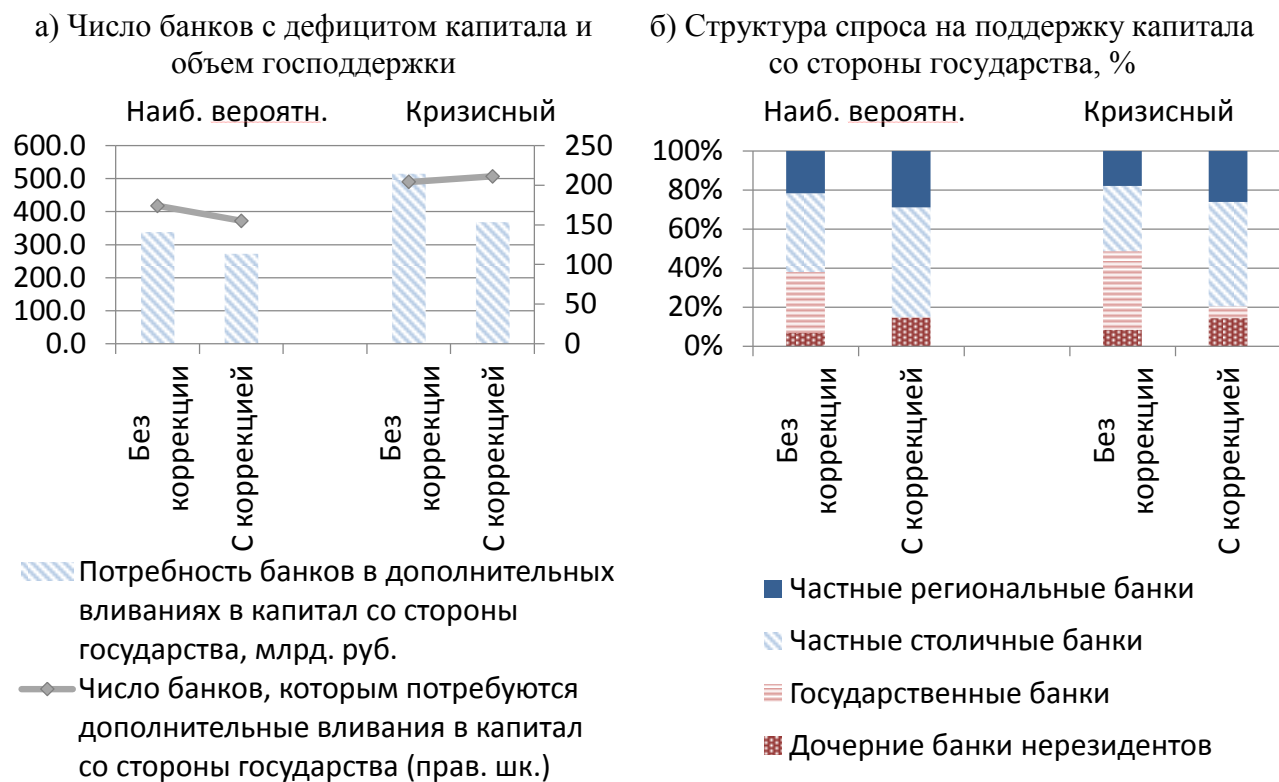 а) Число банков с дефицитом капитала и
объем господдержки
Наиб. вероятн.
Кризисный
600.0
500.0
400.0
300.0
200.0
100.0
0.0
250
200
150
100
50
0
Без
коррекции
С коррекцией
Без
коррекции
С коррекцией
Потребность банков в дополнительных
вливаниях в капитал со стороны
государства, млрд. руб.
Число банков, которым потребуются
дополнительные вливания в капитал
со стороны государства (прав. шк.)
б) Структура спроса на поддержку капитала
со стороны государства, %
Наиб. вероятн.
Кризисный
100%
80%
60%
40%
20%
0%
Без
коррекции
С коррекцией
Без
коррекции
С коррекцией
Частные региональные банки
Частные столичные банки
Государственные банки
Дочерние банки нерезидентов